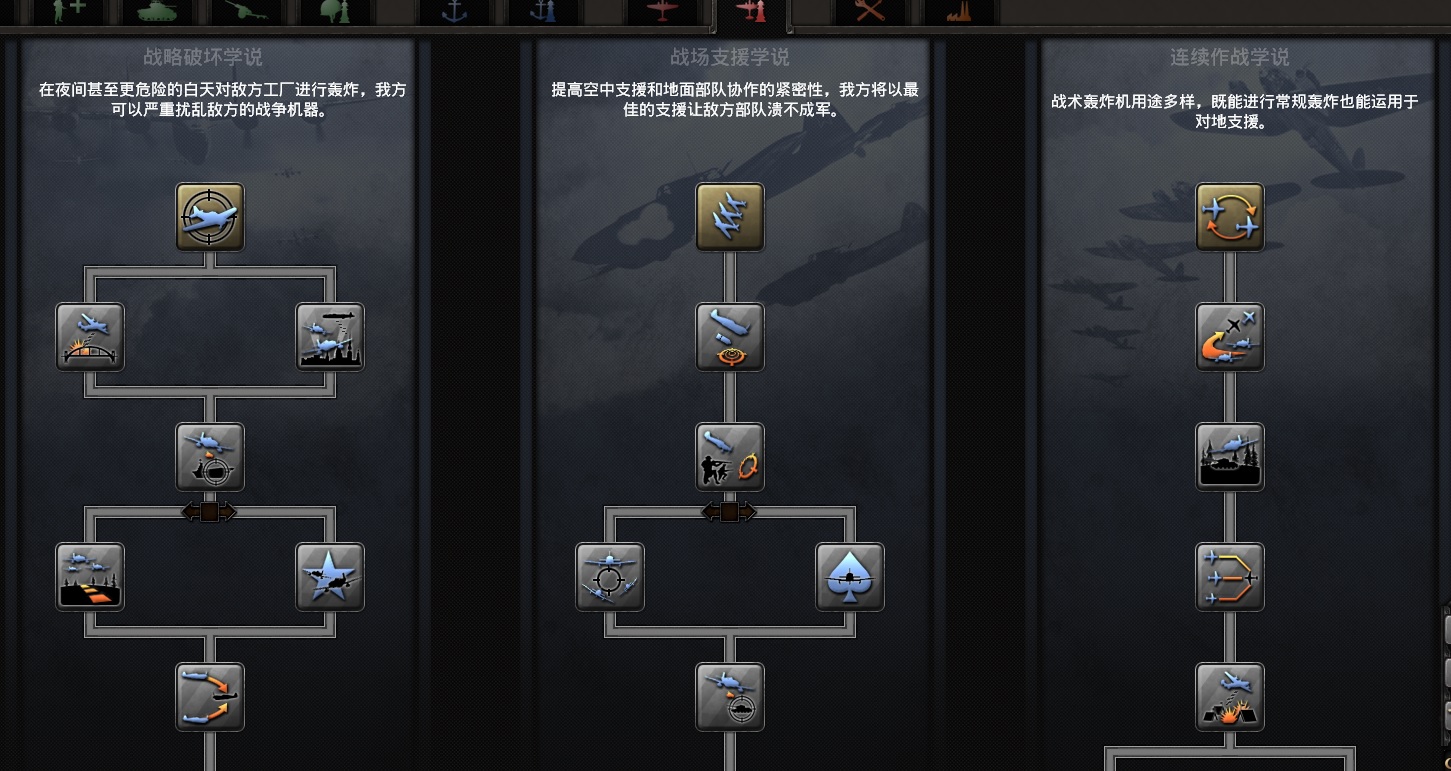 战略破坏学说
在夜间甚至更危险的白天对敌方工厂进行轰炸，我方
可以严重扰乱敌方的战争机器。
战场支援学说
提高空中支援和地面部队协作的紧密性，我方将以最
佳的支援让敌方部队溃不成军。
连续作战学说
战术轰炸机用途多样，既能进行常规轰炸也能运用于
对地支援。